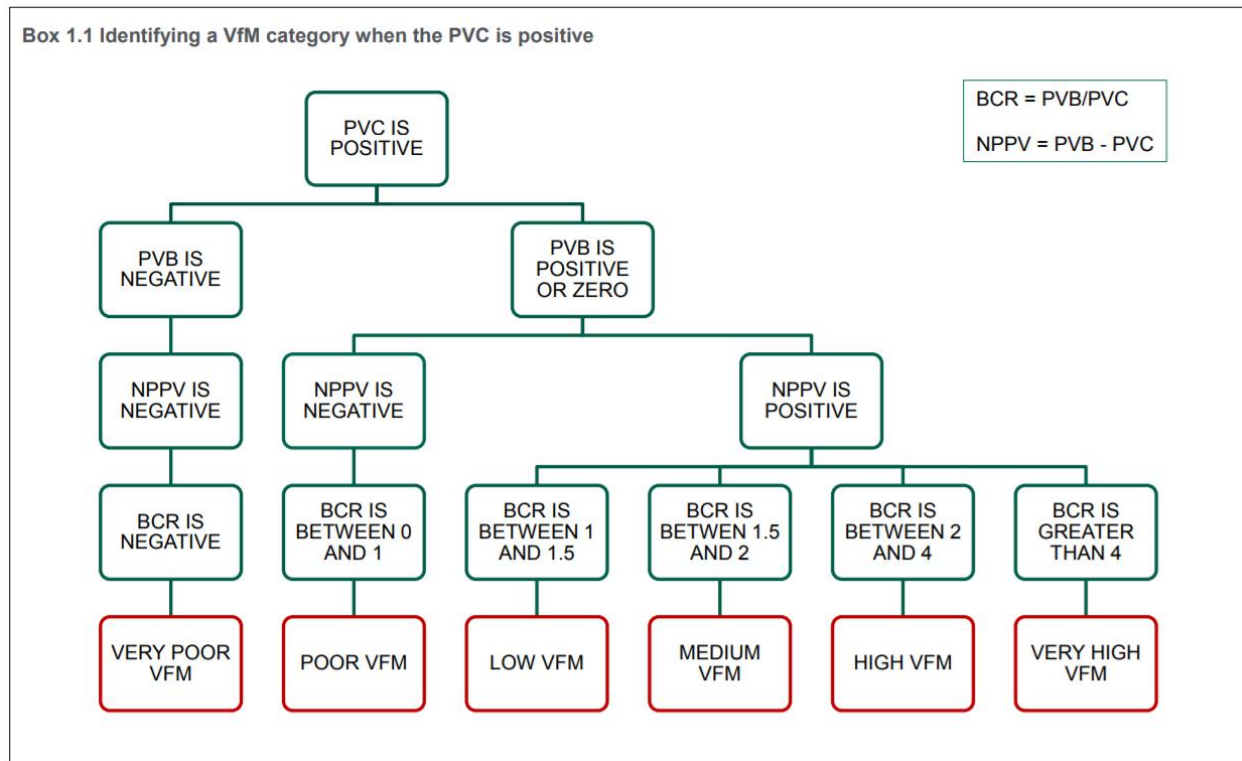 Box 1.1 Identifying a VfM category when the PVC is positive
BCR = PVB/PVC
NPPV = PVB - PVC
PVC IS
POSITIVE
PVB IS
NEGATIVE
PVB IS
POSITIVE
OR ZERO
NPPV IS
NEGATIVE
NPPV IS
NEGATIVE
NPPV IS
POSITIVE
BCR IS
NEGATIVE
BCR IS
BETWEEN 0
AND 1
BCR IS
BETWEEN 1
AND 1.5
BCR IS
BETWEN 1.5
AND 2
BCR IS
BETWEEN 2
AND 4
BCR IS
GREATER
THAN 4
VERY POOR
VFM
POOR VFM
LOW VFM
MEDIUM
VFM
HIGH VFM
VERY HIGH
VFM